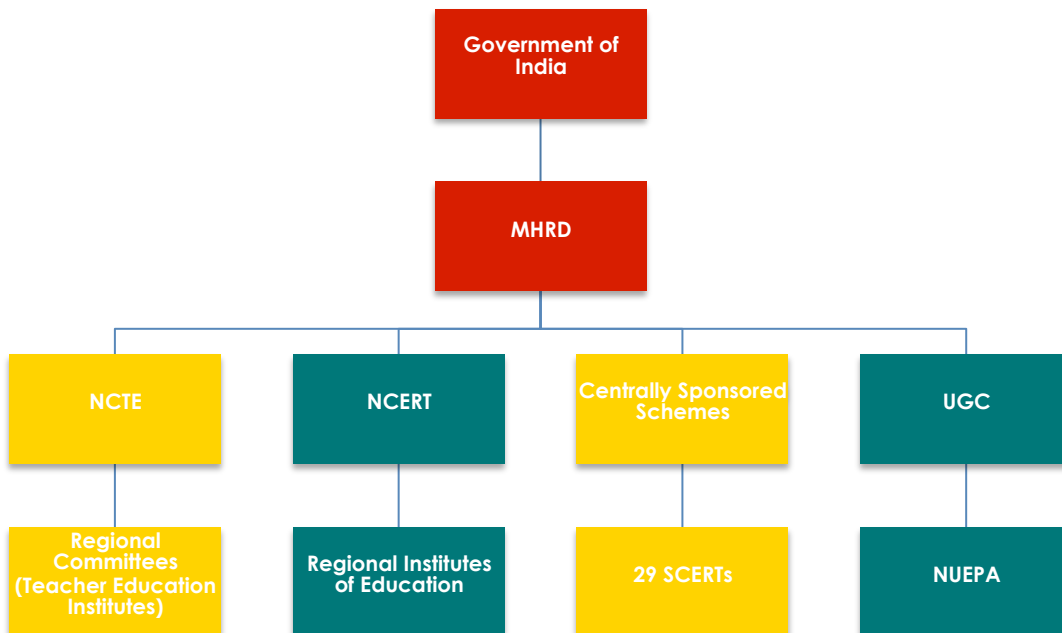 Government of
India
MHRD
NCTE
NCERT
Centrally Sponsored
Schemes
UGC
Regional
Committees
(Teacher Education
Institutes)
Regional Institutes
of Education
29 SCERTs
NUEPA